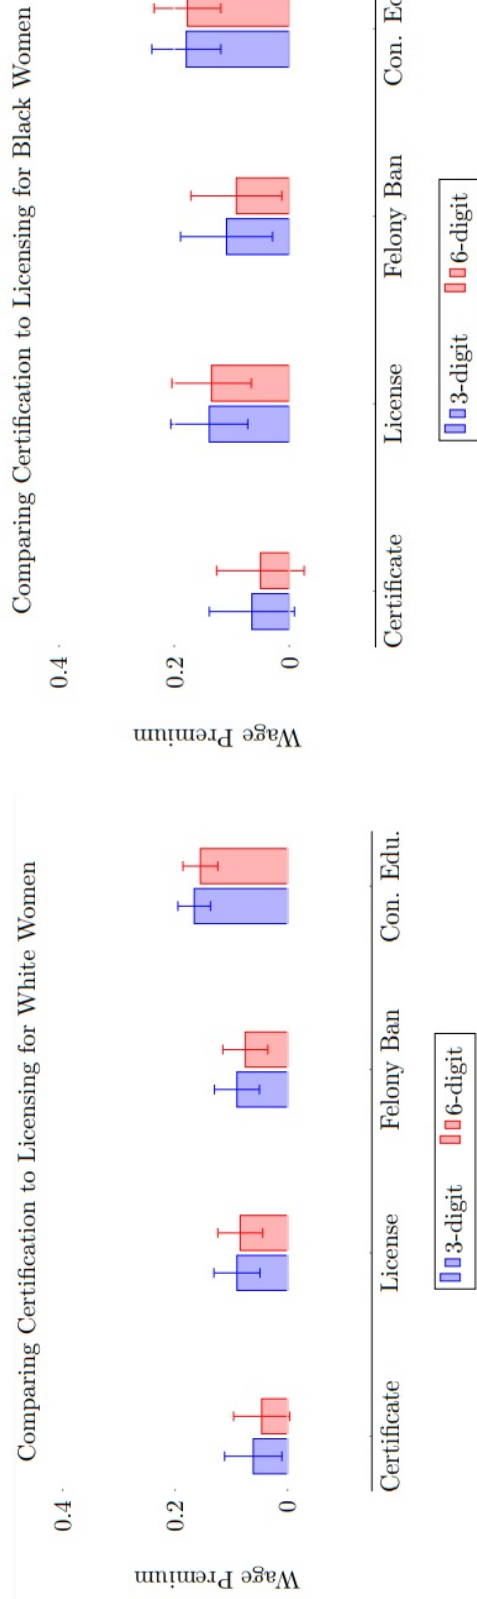 Comparing Certification to Licensing for White Women
0.4
0.2
0
Wage Premium
Certificate License Felony Ban Con. Edu.
3-digit 6-digit
Comparing Certification to Licensing for Black Women
0.4
0.2
0
Wage Premium
Certificate License Felony Ban Con.
3-digit 6-digit